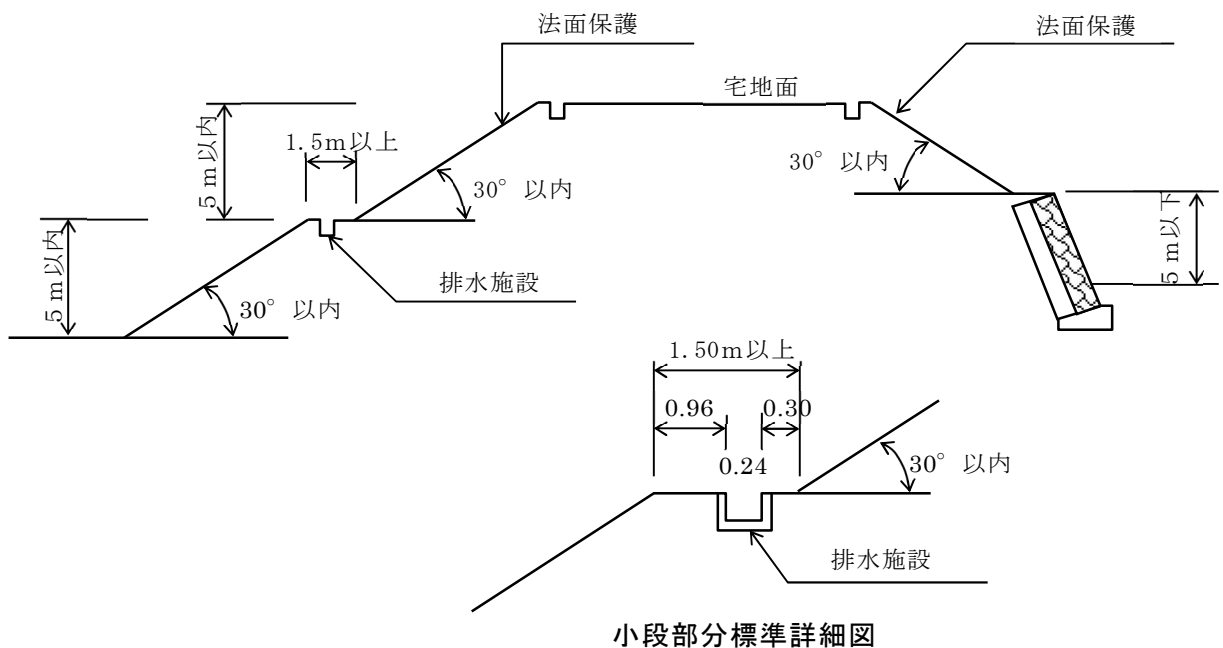 法面保護
法面保護
宅地面
5m以内
1.5m以上
30° 以内
30° 以内
5m以内
5m以下
排水施設
30° 以内
1.50m以上
0.96
0.30
0.24
30° 以内
排水施設
小段部分標準詳細図